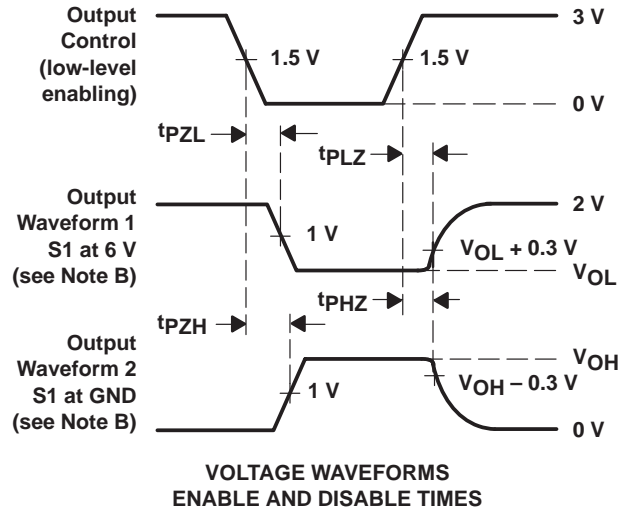 Output
Control
(low-level
enabling)
3 V
1.5 V
1.5 V
0 V
tPZL
tPLZ
Output
Waveform 1
S1 at 6 V
(see Note B)
2 V
1 V
VOL + 0.3 V
VOL
tPHZ
tPZH
Output
Waveform 2
S1 at GND
(see Note B)
VOH
1 V
VOH – 0.3 V
0 V
VOLTAGE WAVEFORMS
ENABLE AND DISABLE TIMES